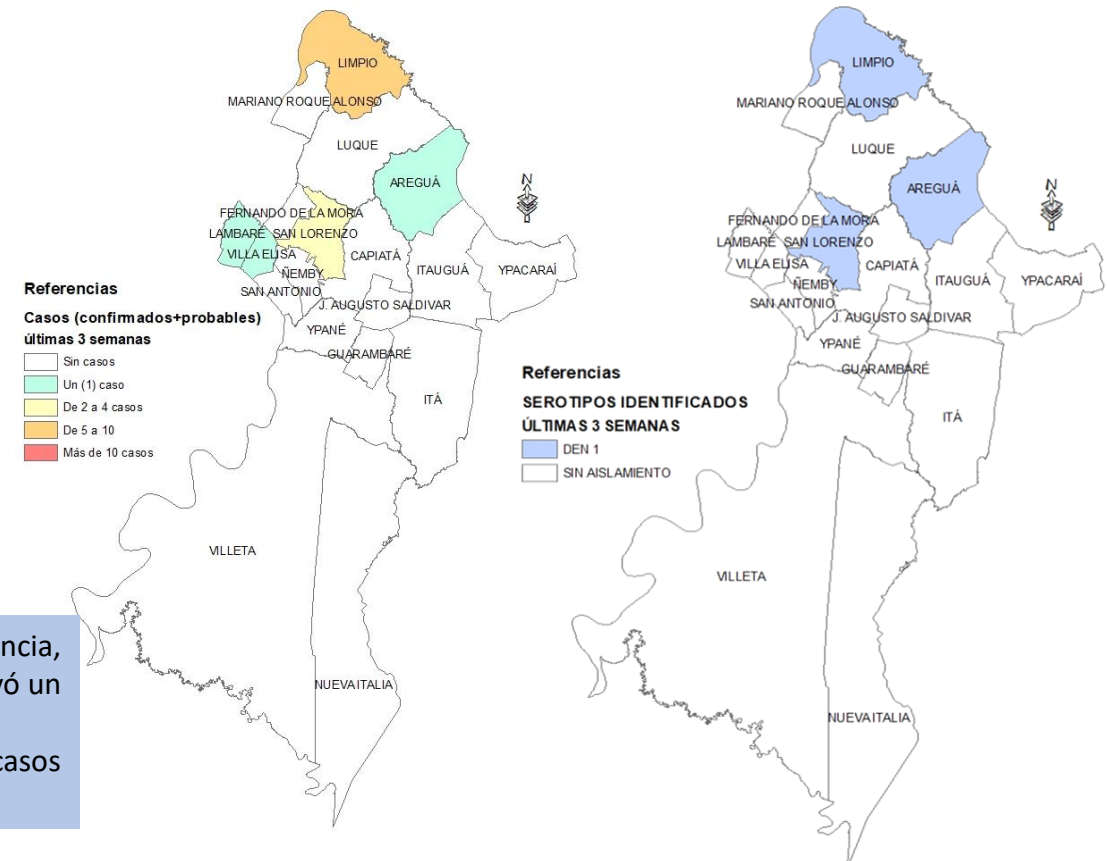 LIMPIO
MARIANO ROQUE ALONSO
LUQUE
AREGUÁ
N
FERNANDO DE LA MORA
LAMBARÉ SAN LORENZO
VILLA ELISA
CAPIATÁ
ITAUGUÁ
YPACARAÍ
ÑEMBY
SAN ANTONIO
J. AUGUSTO SALDIVAR
YPANÉ
GUARAMBARÉ
ITÁ
VILLETA
NUEVA ITALIA
Referencias
Casos (confirmados+probables)
últimas 3 semanas
Sin casos
Un (1) caso
De 2 a 4 casos
De 5 a 10
Más de 10 casos
ncia,
vó un
casos
LIMPIO
MARIANO ROQUE ALONSO
LUQUE
AREGUÁ
N
FERNANDO DE LA MORA
LAMBARÉ SAN LORENZO
VILLA ELISA
CAPIATÁ
ITAUGUÁ
YPACARAÍ
ÑEMBY
SAN ANTONIO
J. AUGUSTO SALDIVAR
YPANÉ
GUARAMBARÉ
ITÁ
VILLETA
NUEVA ITALIA
Referencias
SEROTIPOS IDENTIFICADOS
ÚLTIMAS 3 SEMANAS
DEN 1
SIN AISLAMIENTO